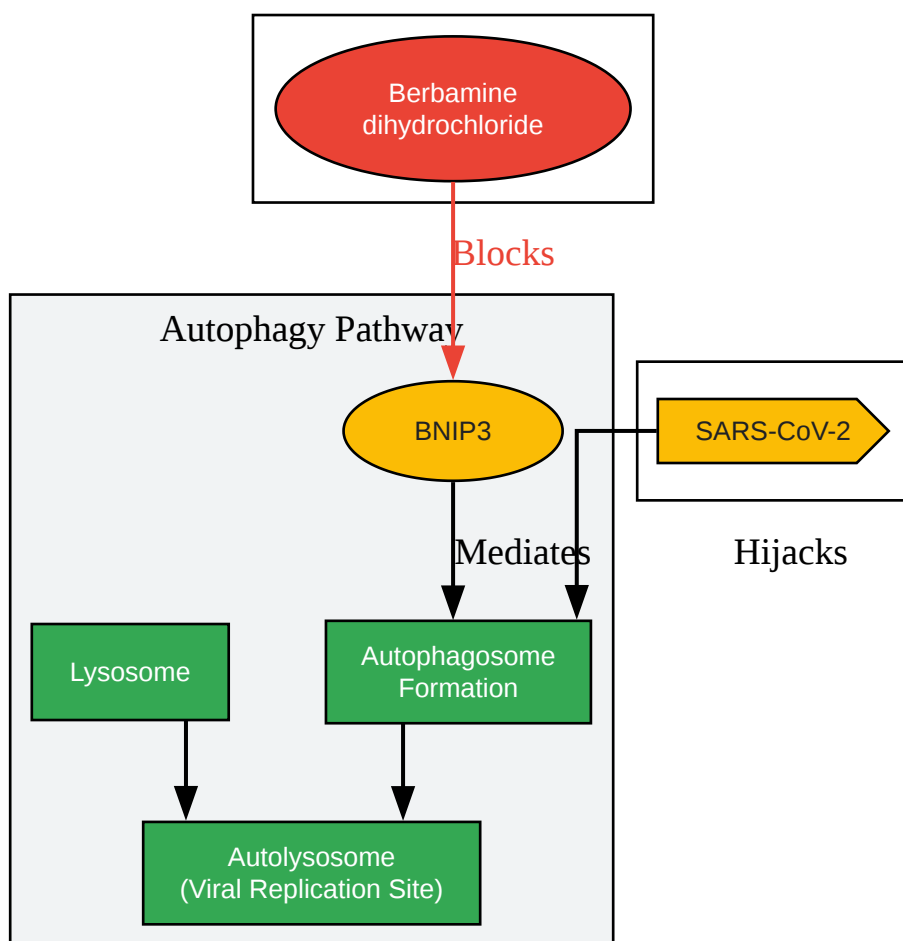 Berbamine
dihydrochloride
Blocks
Autophagy Pathway
BNIP3
SARS-CoV-2
Mediates
Hijacks
Lysosome
Autophagosome
Formation
Autolysosome
(Viral Replication Site)